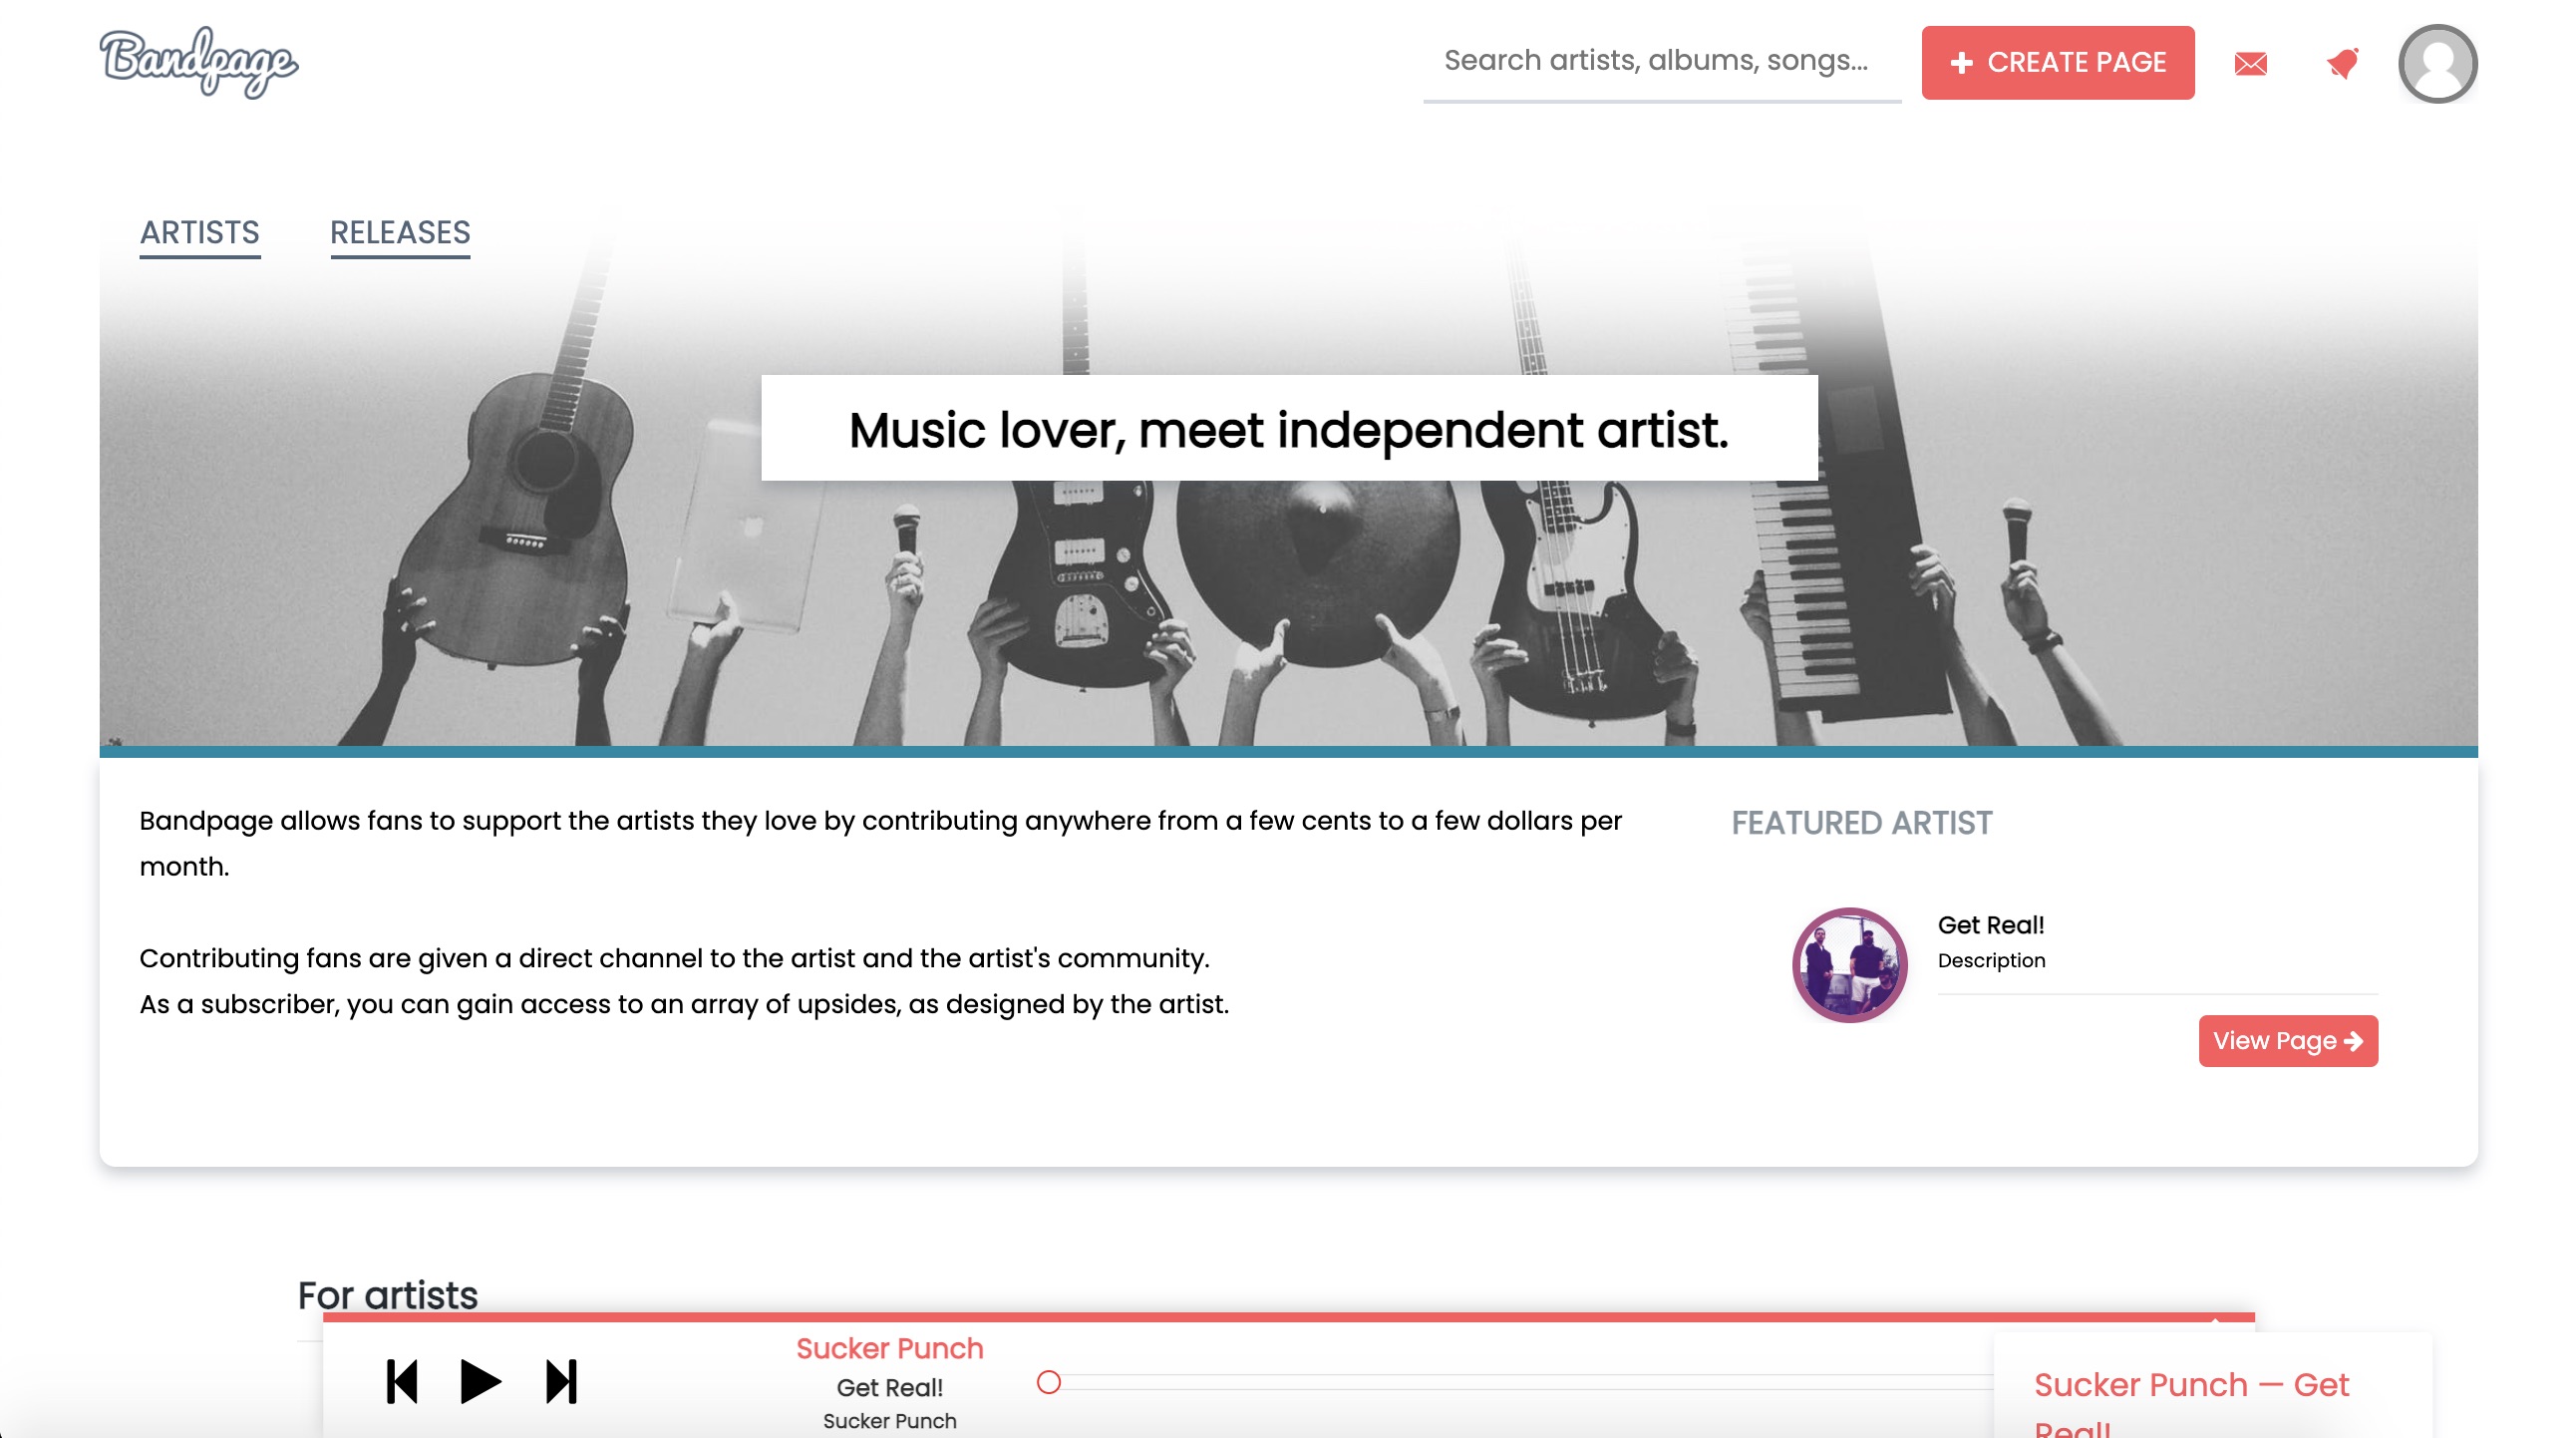 Bandpage
Search artists, albums, songs...
CREATE PAGE
ARTISTS
RELEASES
Music lover, meet independent artist.
Bandpage allows fans to support the artists they love by contributing anywhere from a few cents to a few dollars per
month.
Contributing fans are given a direct channel to the artist and the artist's community.
As a subscriber, you can gain access to an array of upsides, as designed by the artist.
FEATURED ARTIST
Get Real!
Description
View Page
For artists
Sucker Punch
Get Real!
Sucker Punch
Sucker Punch — Get
Real!